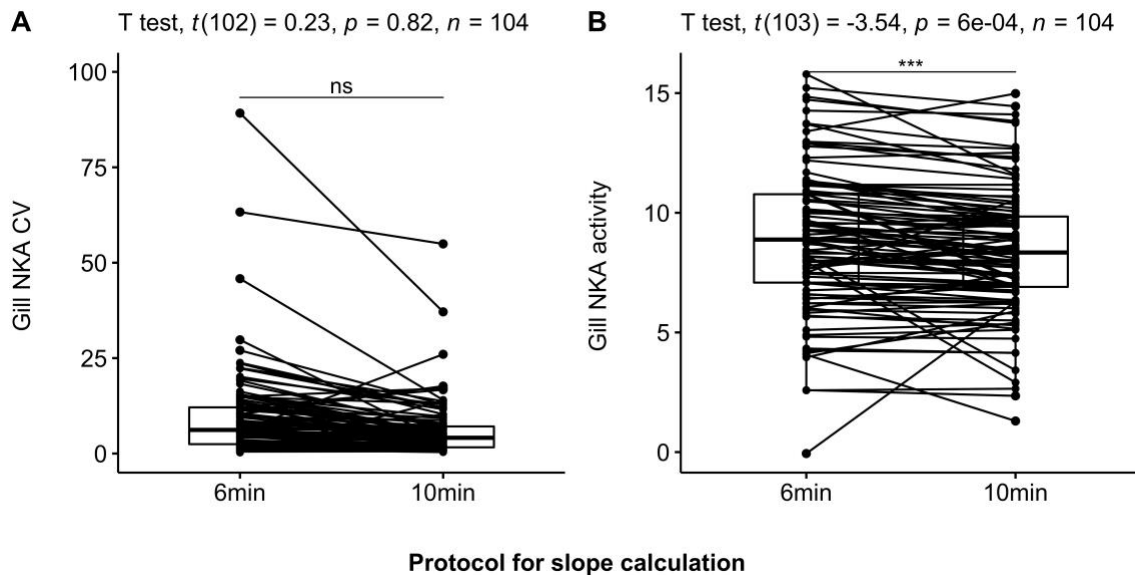 A
T test, t(102) = 0.23, p = 0.82, n = 104
100
75
50
25
0
Gill NKA CV
ns
6min
10min
B
T test, t(103) = -3.54, p = 6e-04, n = 104
15
10
5
0
Gill NKA activity
***
6min
10min
Protocol for slope calculation